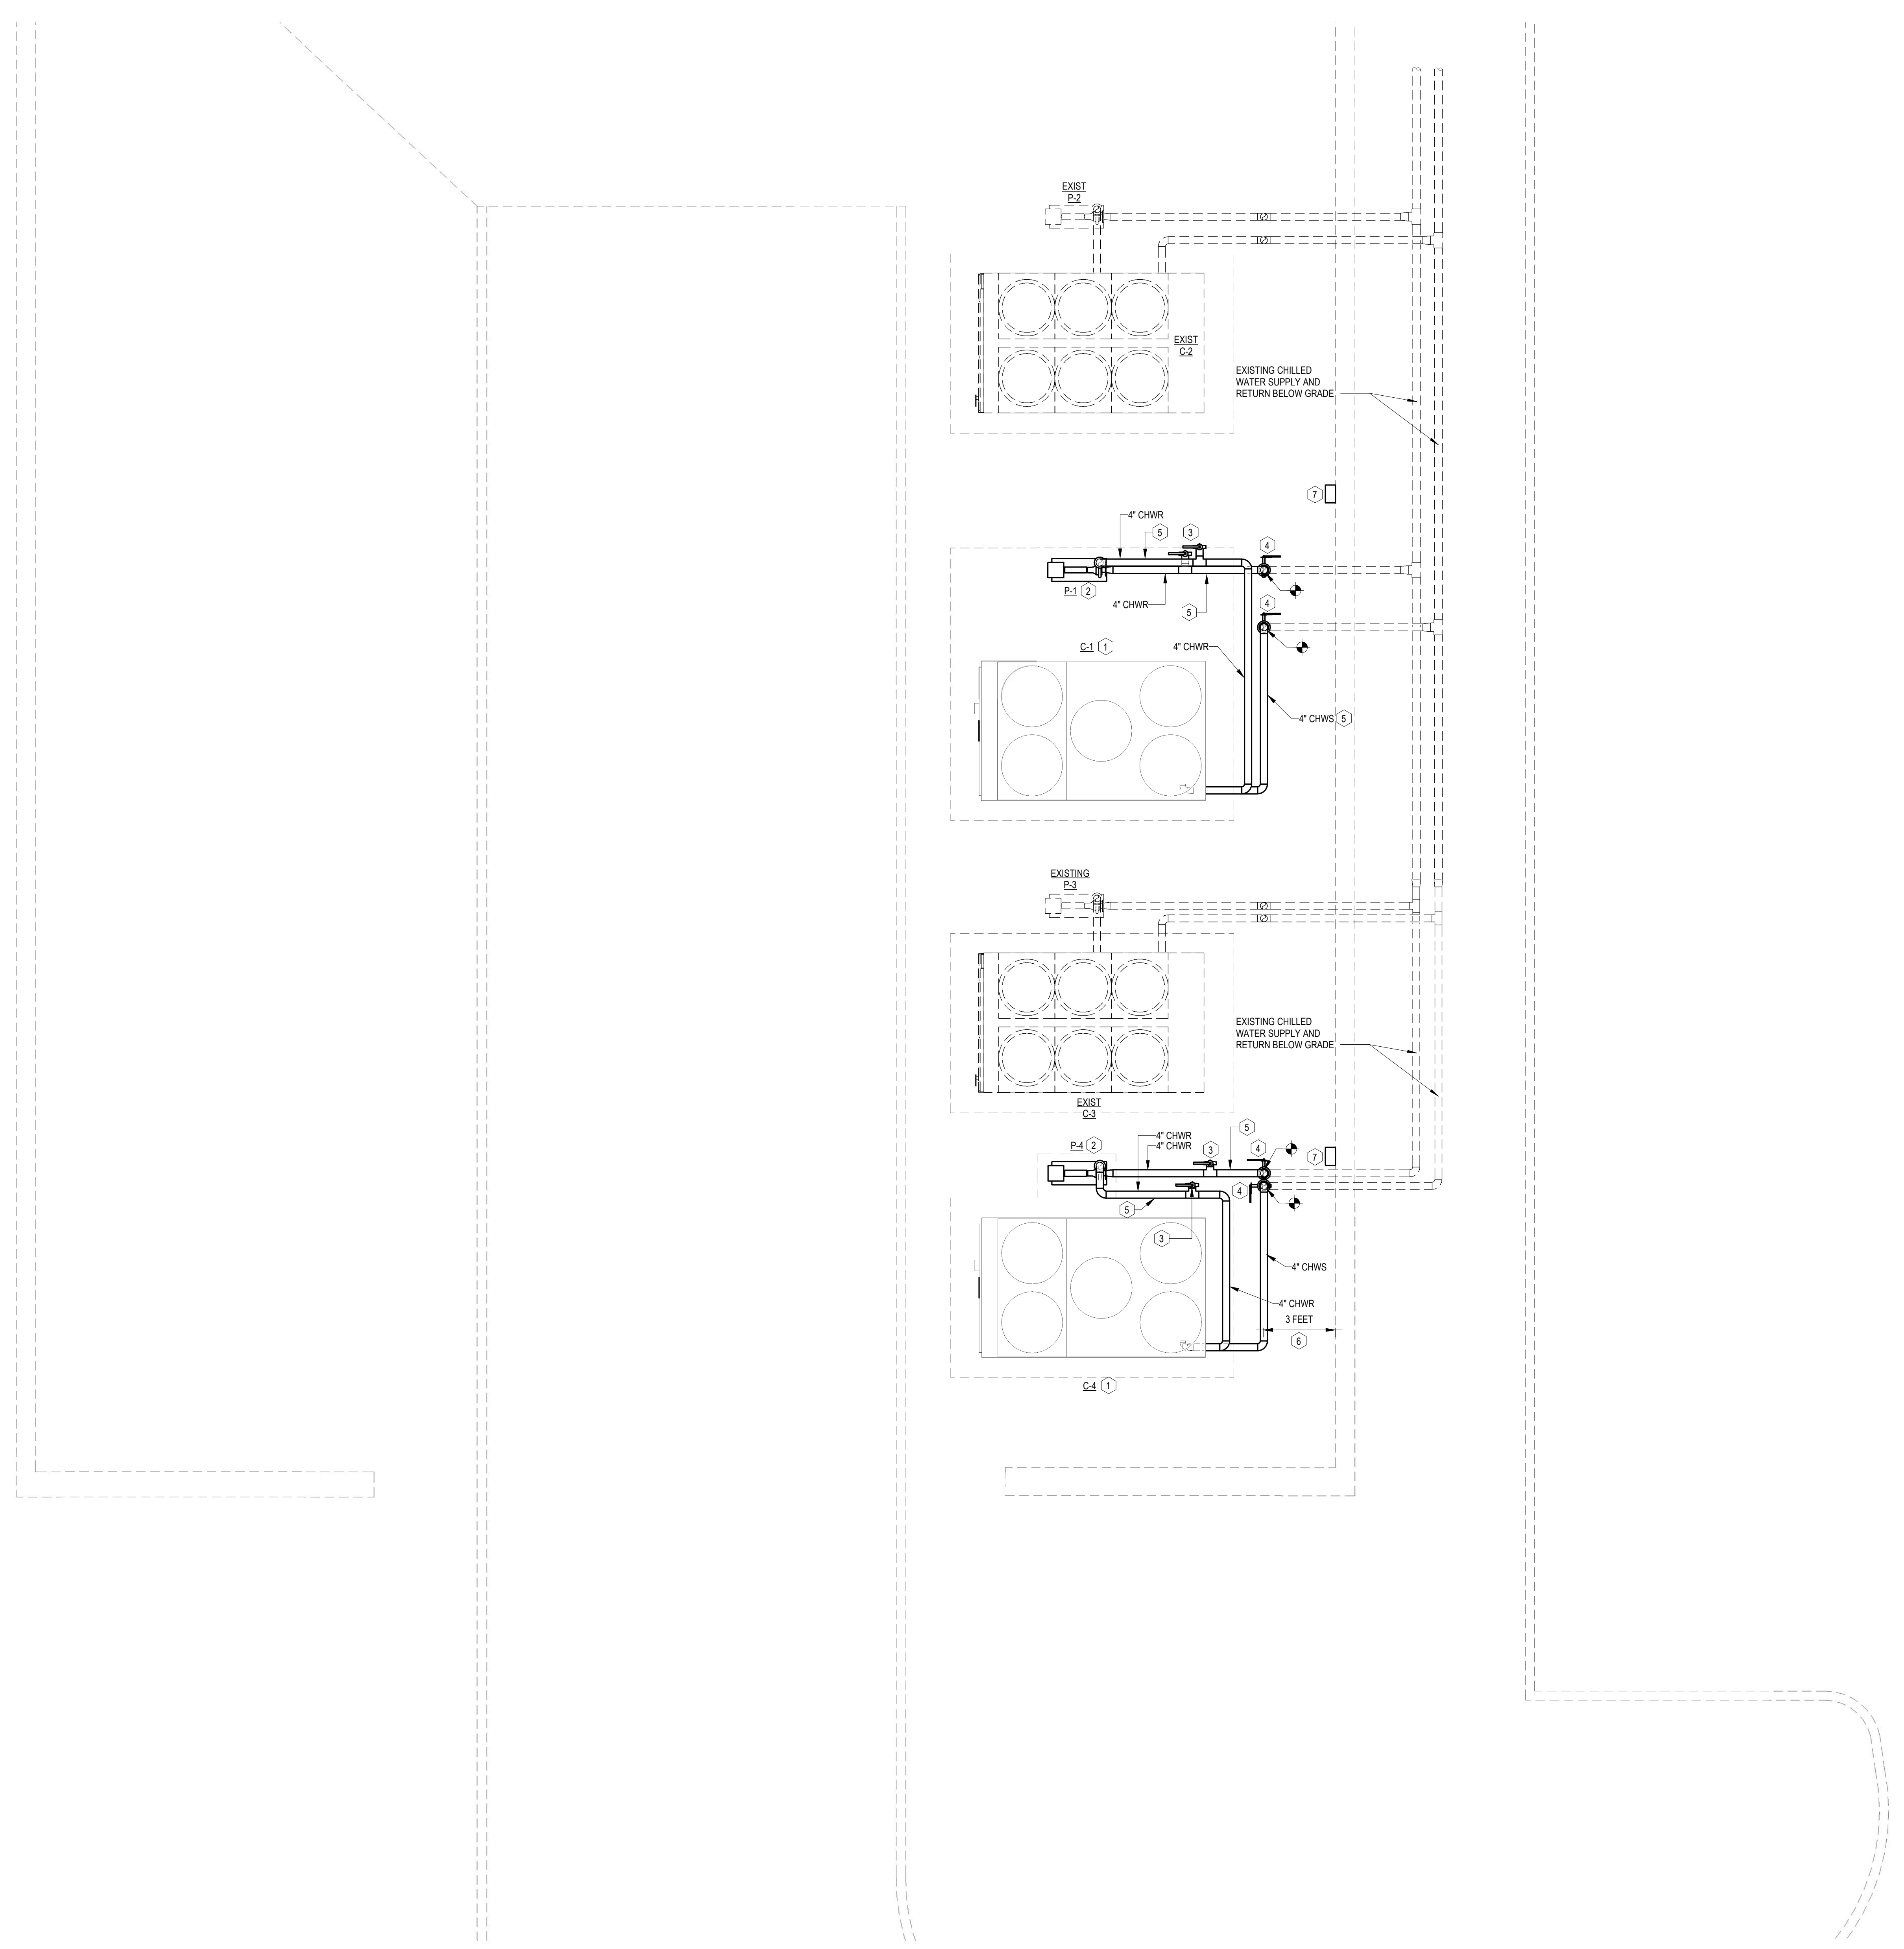 EXIST
P-2
EXIST
C-2
EXISTING CHILLED
WATER SUPPLY AND
RETURN BELOW GRADE
7
4" CHWR
5
3
4
P-1 2
4" CHWR
5
4
C-1 1
4" CHWR
4" CHWS 5
EXISTING
P-3
EXISTING CHILLED
WATER SUPPLY AND
RETURN BELOW GRADE
EXIST
C-3
5
P-4 2
4" CHWR
4" CHWR
3
4
7
4
5
3
4" CHWS
4" CHWR
3 FEET
6
C-4 1